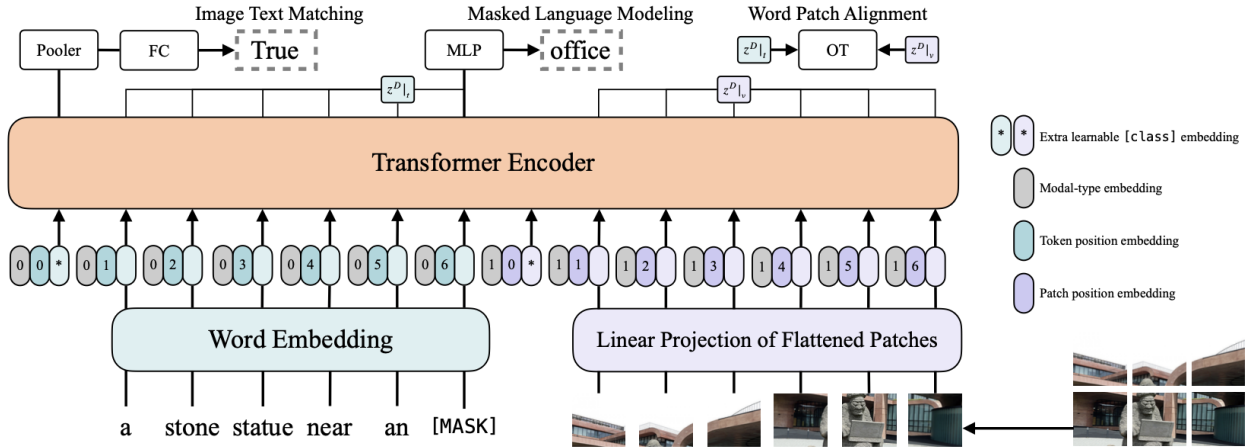 Image Text Matching
Masked Language Modeling
Word Patch Alignment
Pooler
FC
True
MLP
office
z^D|_t
OT
z^D|_v
z^D|_t
z^D|_v
Transformer Encoder
* * Extra learnable [class] embedding
Modal-type embedding
Token position embedding
Patch position embedding
0 0 * 0 1 0 2 0 3 0 4 0 5 0 6 1 0 * 1 1 1 2 1 3 1 4 1 5 1 6
Word Embedding
Linear Projection of Flattened Patches
a stone statue near an [MASK]